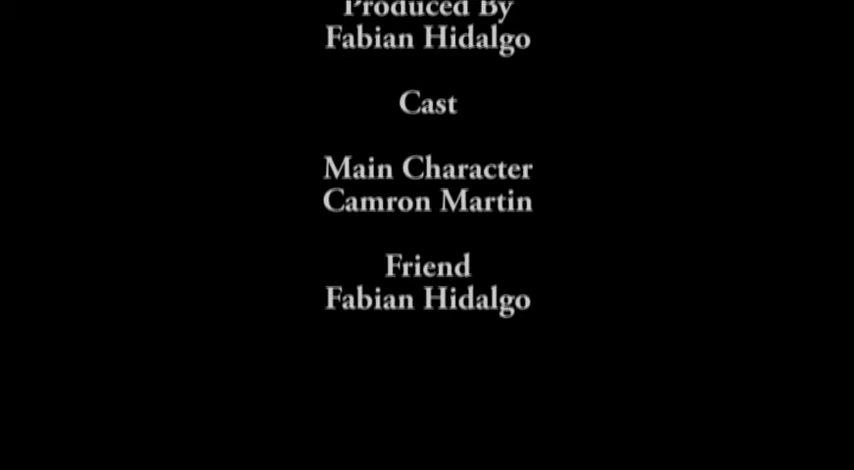 Produced By
Fabian Hidalgo
Cast
Main Character
Camron Martin
Friend
Fabian Hidalgo